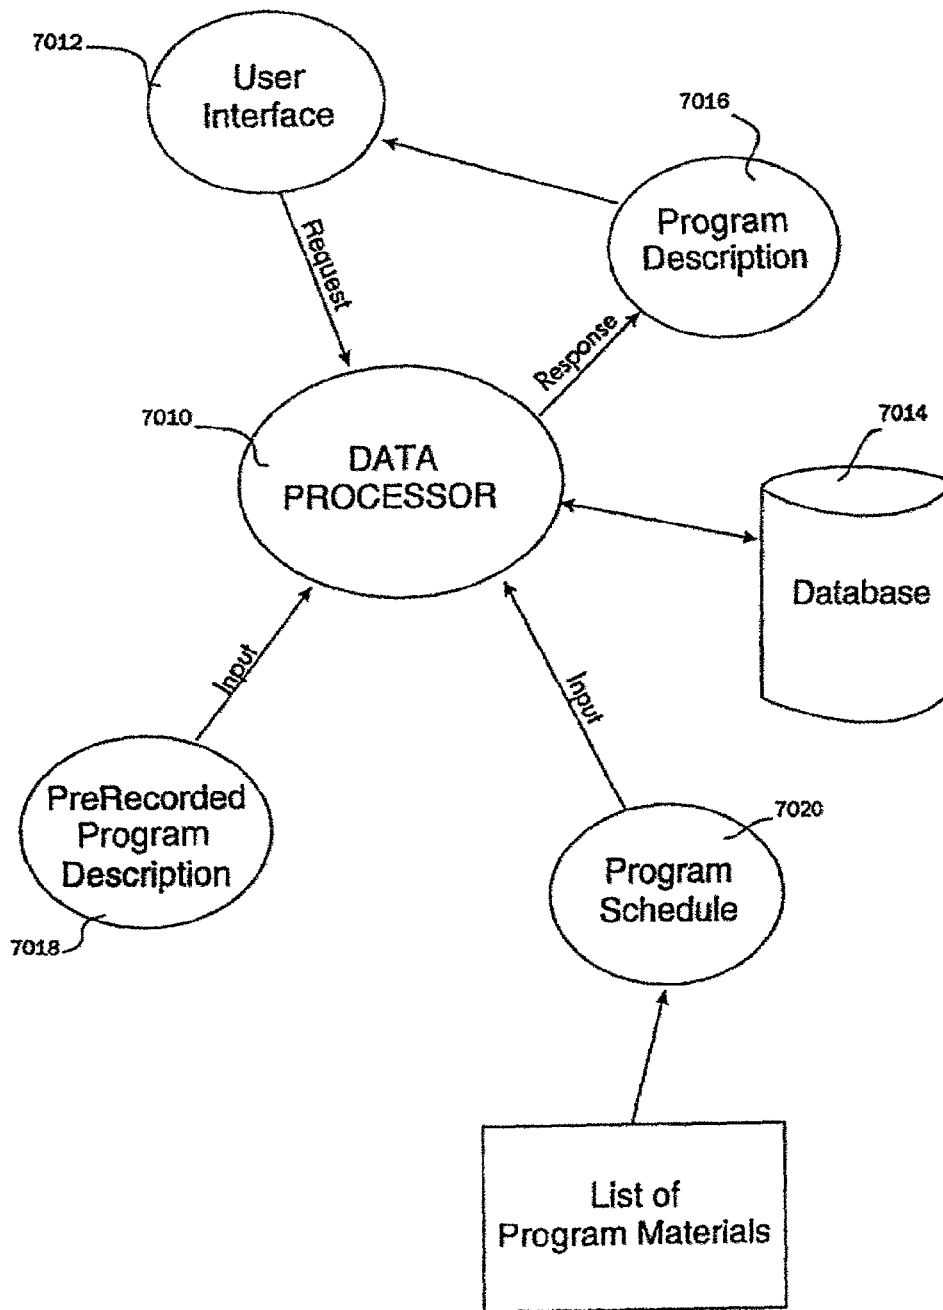 7012
User
Interface
7016
Program
Description
Request
Response
7010
DATA
PROCESSOR
7014
Database
Input
Input
PreRecorded
Program
Description
7018
7020
Program
Schedule
List of
Program Materials